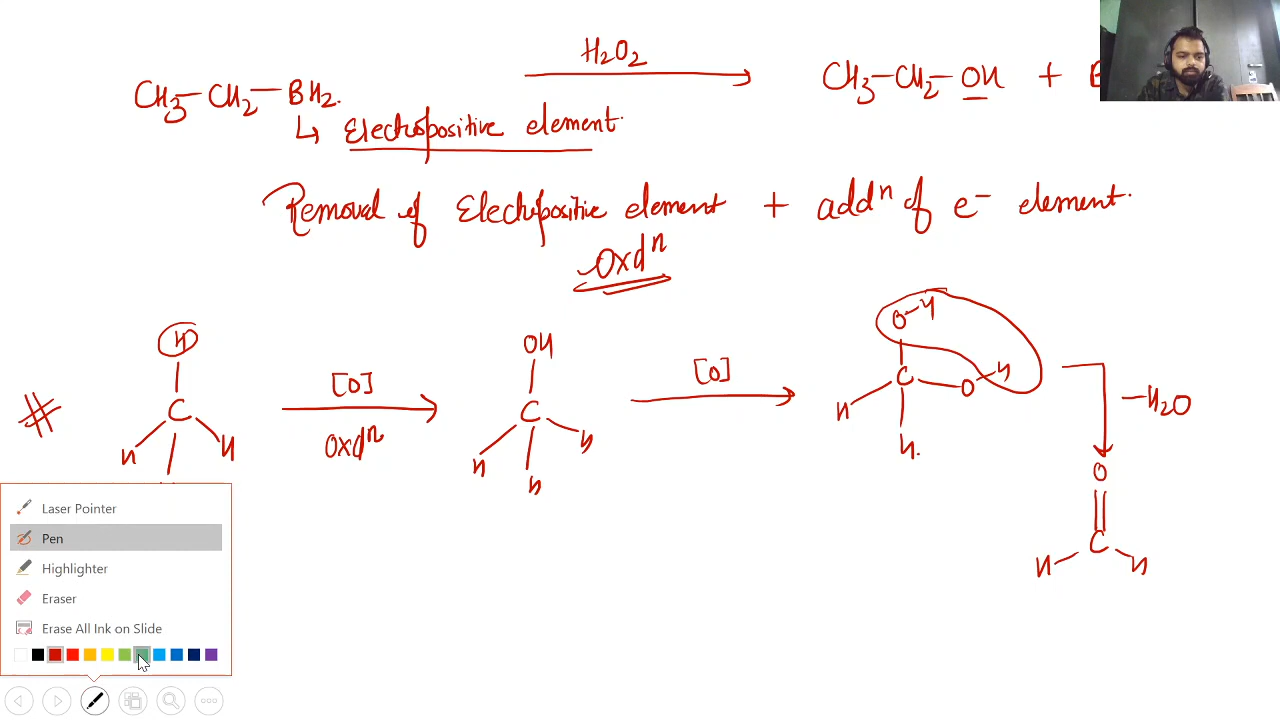 CH3-CH2-BH2. H2O2 CH3-CH2-OH + B
↳ Electropositive element.
Removal of Electropositive element + addn of e- element.
oxdn
H OH O-H
# C H H [O] oxdn C H H H [O] C O-H H H. -H2O
O
C H H
Laser Pointer
Pen
Highlighter
Eraser
Erase All Ink on Slide